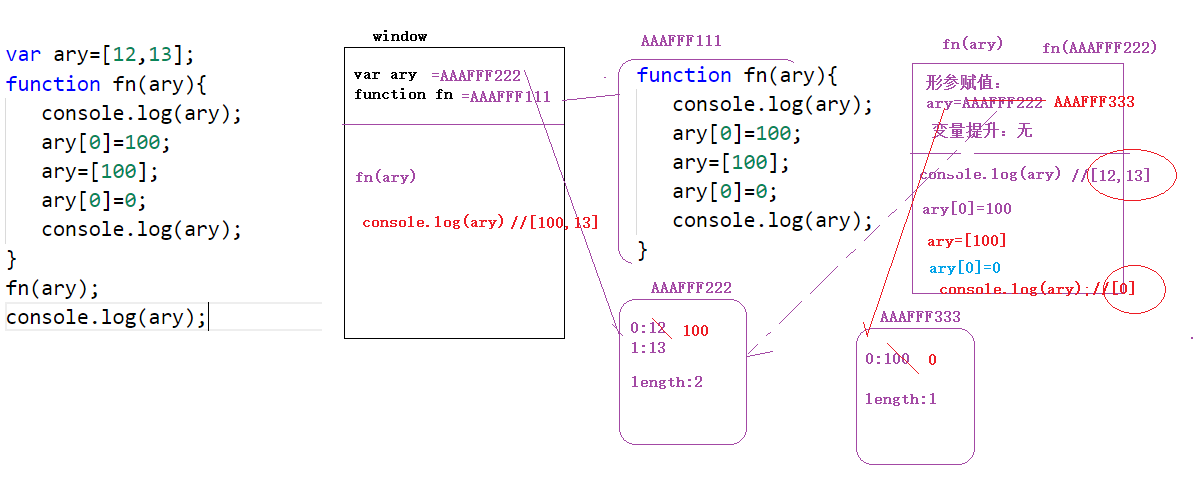 var ary=[12,13];
function fn(ary){
console.log(ary);
ary[0]=100;
ary=[100];
ary[0]=0;
console.log(ary);
}
fn(ary);
console.log(ary);
window
var ary =AAAFFF222
function fn =AAAFFF111
fn(ary)
console.log(ary)//[100,13]
AAAFFF111
function fn(ary){
console.log(ary);
ary[0]=100;
ary=[100];
ary[0]=0;
console.log(ary);
}
AAAFFF222
0:12 100
1:13
length:2
fn(ary) fn(AAAFFF222)
形参赋值：
ary=AAAFFF222 AAAFFF333
变量提升：无
console.log(ary) //[12,13]
ary[0]=100
ary=[100]
ary[0]=0
console.log(ary);//[0]
AAAFFF333
0:100 0
length:1